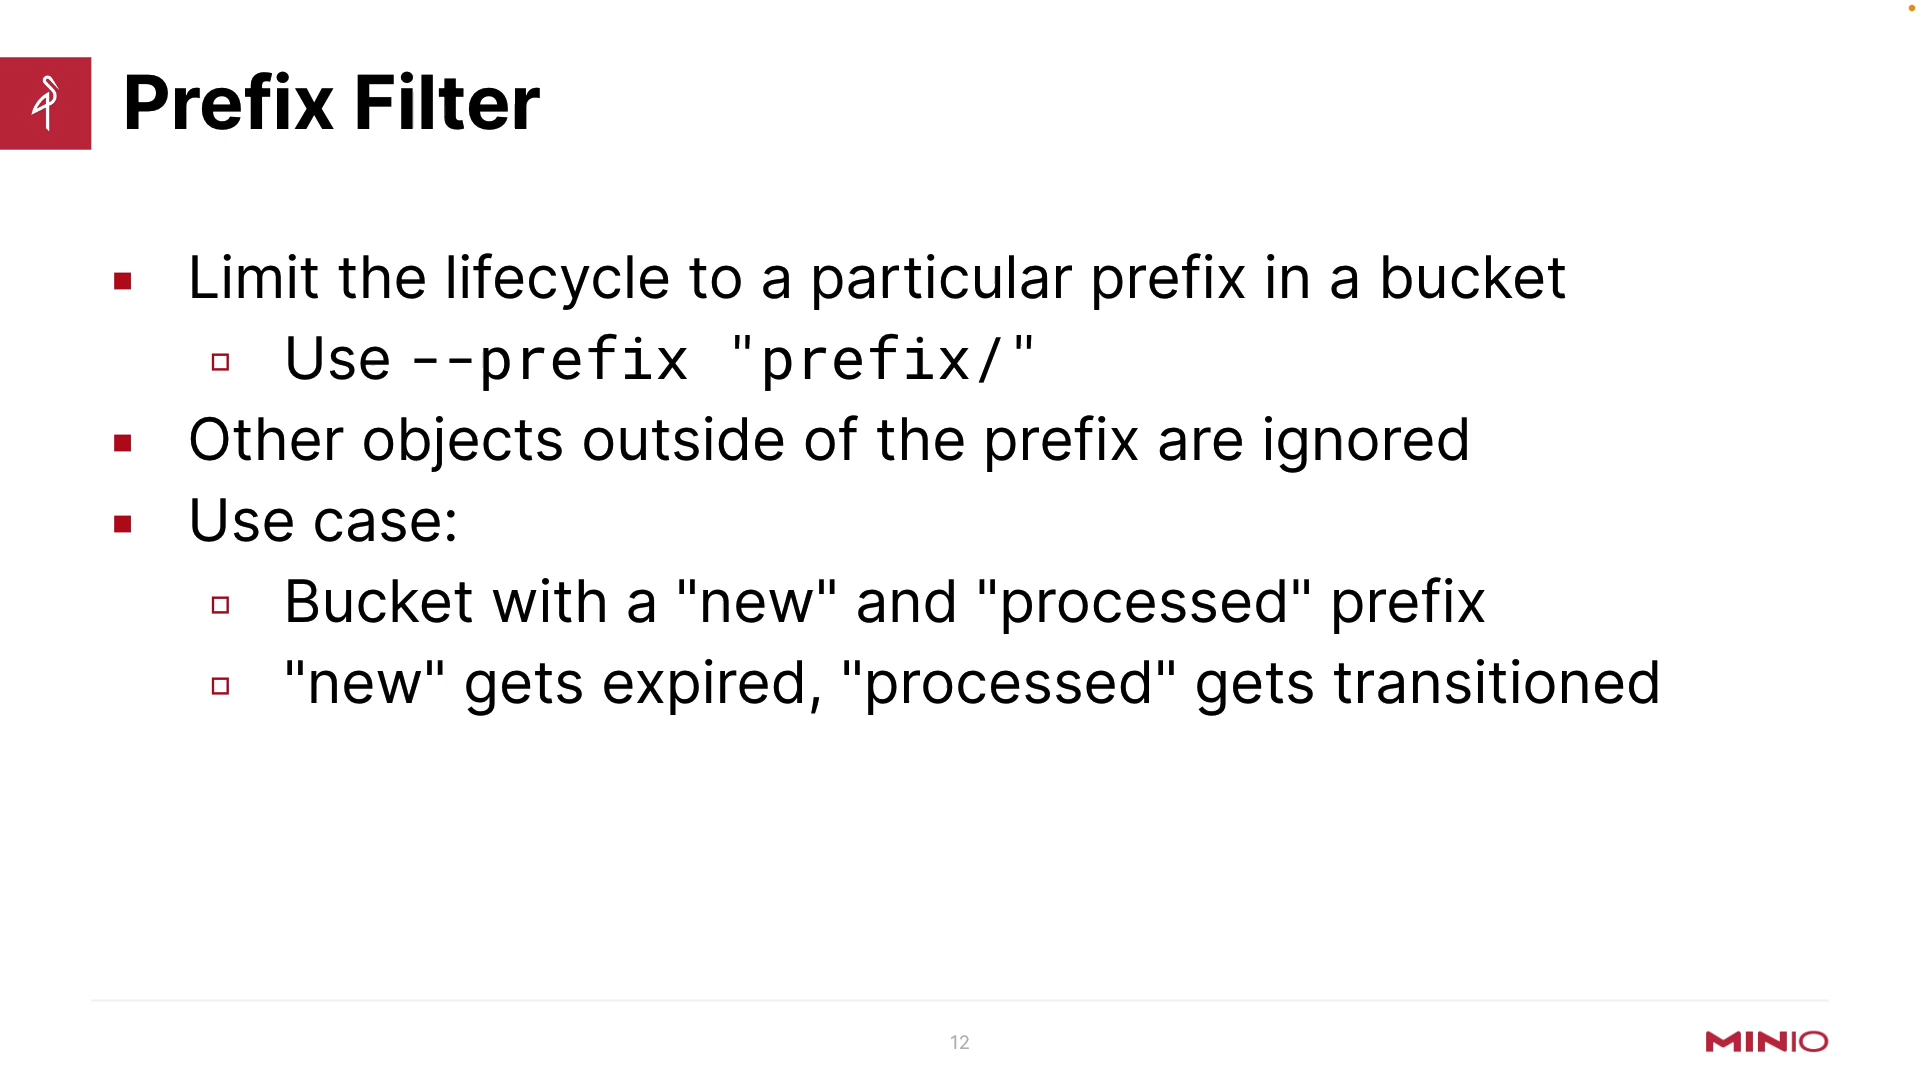 Prefix Filter
Limit the lifecycle to a particular prefix in a bucket
Use --prefix "prefix/"
Other objects outside of the prefix are ignored
Use case:
Bucket with a "new" and "processed" prefix
"new" gets expired, "processed" gets transitioned
12
MINIO